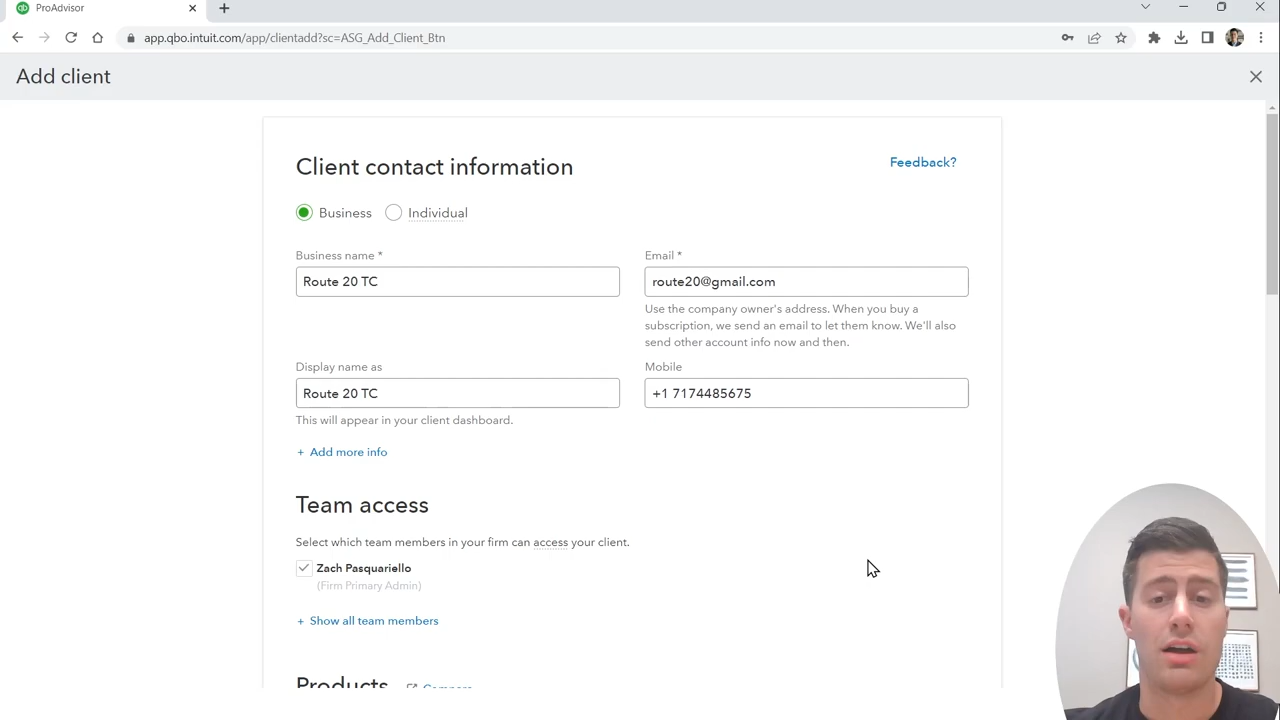 ProAdvisor
app.qbo.intuit.com/app/clientadd?sc=ASG_Add_Client_Btn
Add client
Client contact information
Feedback?
Business
Individual
Business name *
Email *
Route 20 TC
route20@gmail.com
Use the company owner's address. When you buy a
subscription, we send an email to let them know. We'll also
send other account info now and then.
Display name as
Mobile
Route 20 TC
+1 7174485675
This will appear in your client dashboard.
+ Add more info
Team access
Select which team members in your firm can access your client.
Zach Pasquariello
(Firm Primary Admin)
+ Show all team members
Products
Compare